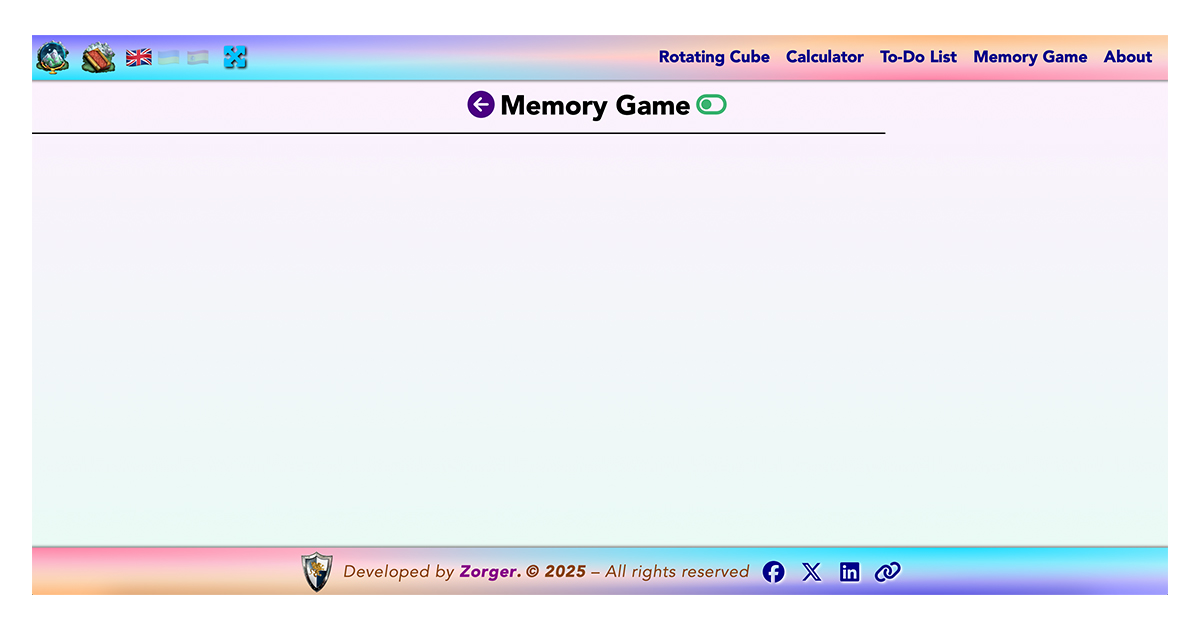 Rotating Cube Calculator To-Do List Memory Game About
Memory Game
Developed by Zorger. © 2025 – All rights reserved